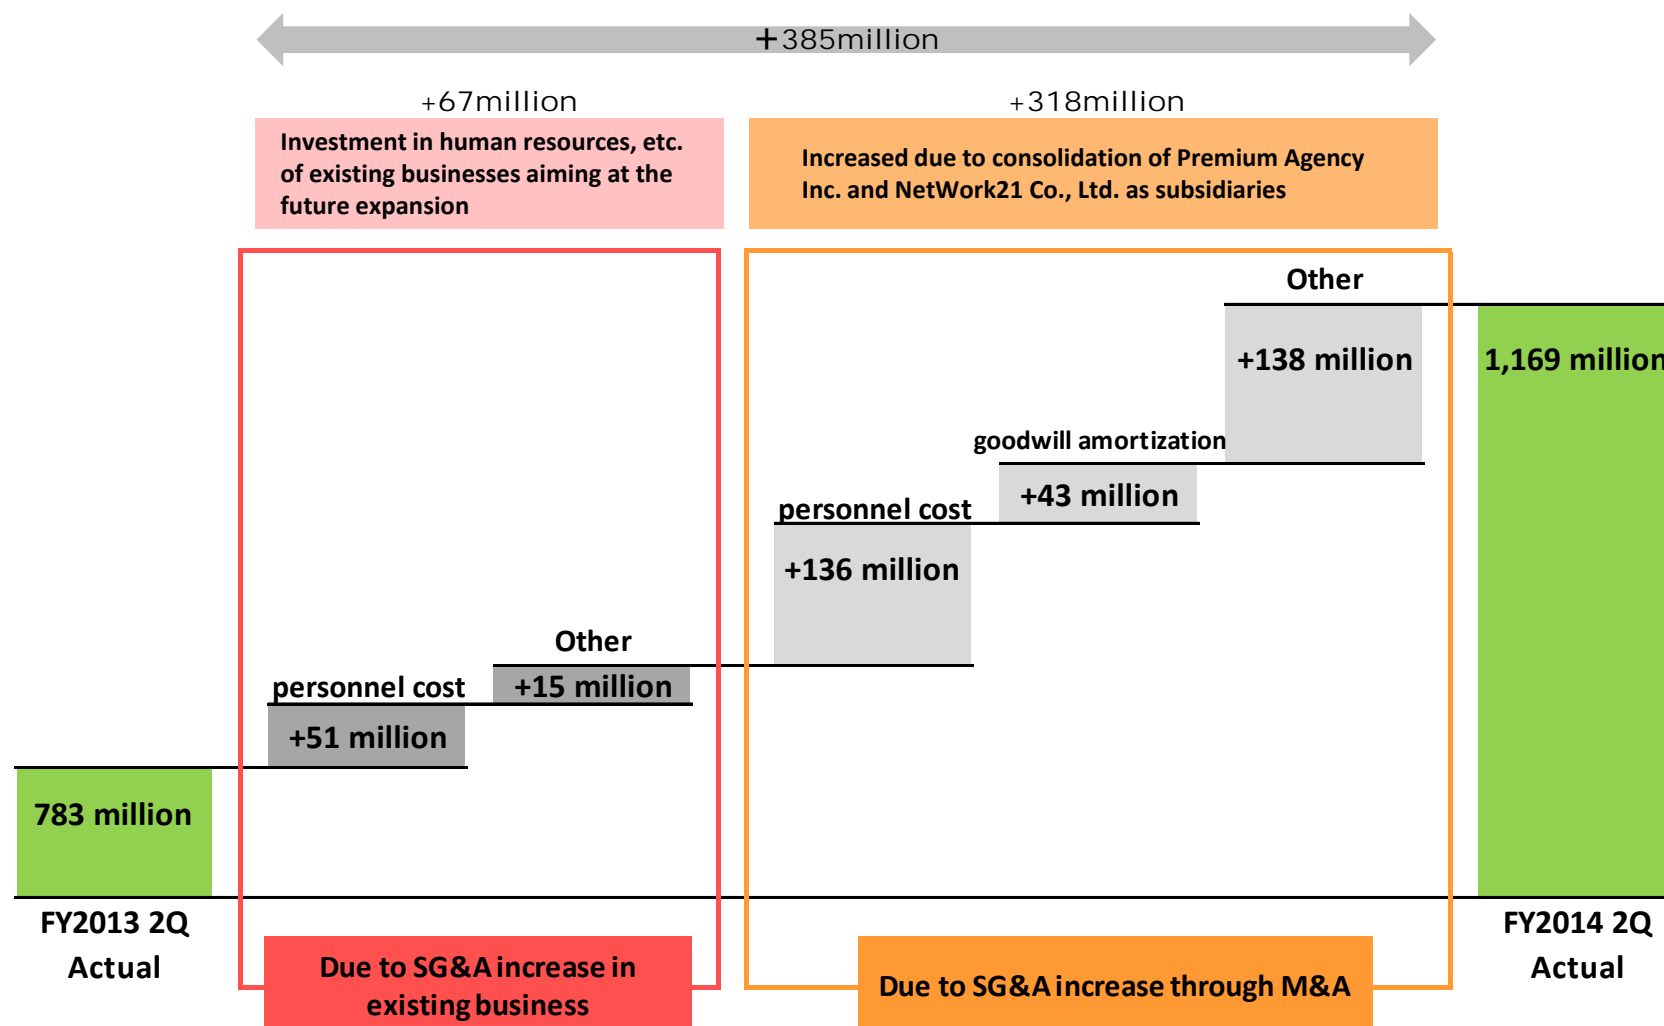 +385million
+67million
+318million
Investment in human resources, etc.
of existing businesses aiming at the
future expansion
Increased due to consolidation of Premium Agency
Inc. and NetWork21 Co., Ltd. as subsidiaries
Other
+138 million
1,169 million
goodwill amortization
+43 million
personnel cost
+136 million
Other
+15 million
personnel cost
+51 million
783 million
FY2013 2Q
Actual
FY2014 2Q
Actual
Due to SG&A increase in
existing business
Due to SG&A increase through M&A